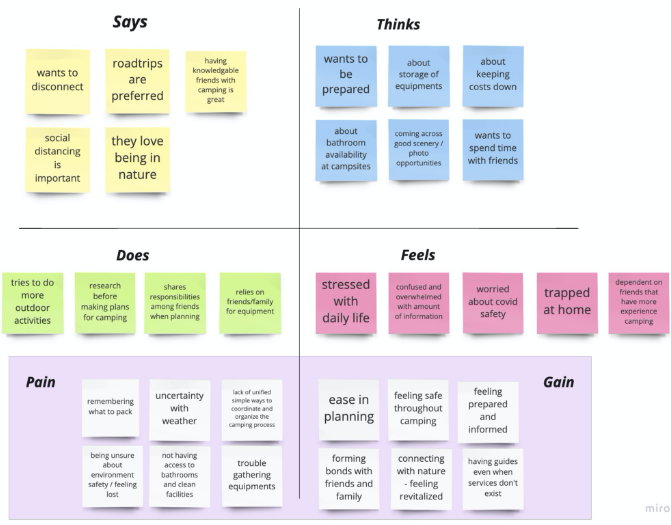 Says
wants to
disconnect
roadtrips
are
preferred
having
knowledgable
friends with
camping is
great
social
distancing
is
important
they love
being in
nature
Thinks
wants to
be
prepared
about
storage of
equipments
about
keeping
costs down
about
bathroom
availability
at campsites
coming across
good scenery /
photo
opportunities
wants to
spend time
with friends
Does
tries to do
more
outdoor
activities
research
before
making plans
for camping
shares
responsibilities
among friends
when planning
relies on
friends/family
for equipment
Feels
stressed
with
daily life
confused and
overwhelmed
with amount
of information
worried
about covid
safety
trapped
at home
dependent on
friends that
have more
experience
camping
Pain
remembering
what to pack
uncertainty
with
weather
lack of unified
simple ways to
coordinate and
organize the
camping process
being unsure
about
environment
safety / feeling
lost
not having
access to
bathrooms
and clean
facilities
trouble
gathering
equipments
Gain
ease in
planning
feeling safe
throughout
camping
feeling
prepared
and
informed
forming
bonds with
friends and
family
connecting
with nature
- feeling
revitalized
having guides
even when
services don't
exist
miro